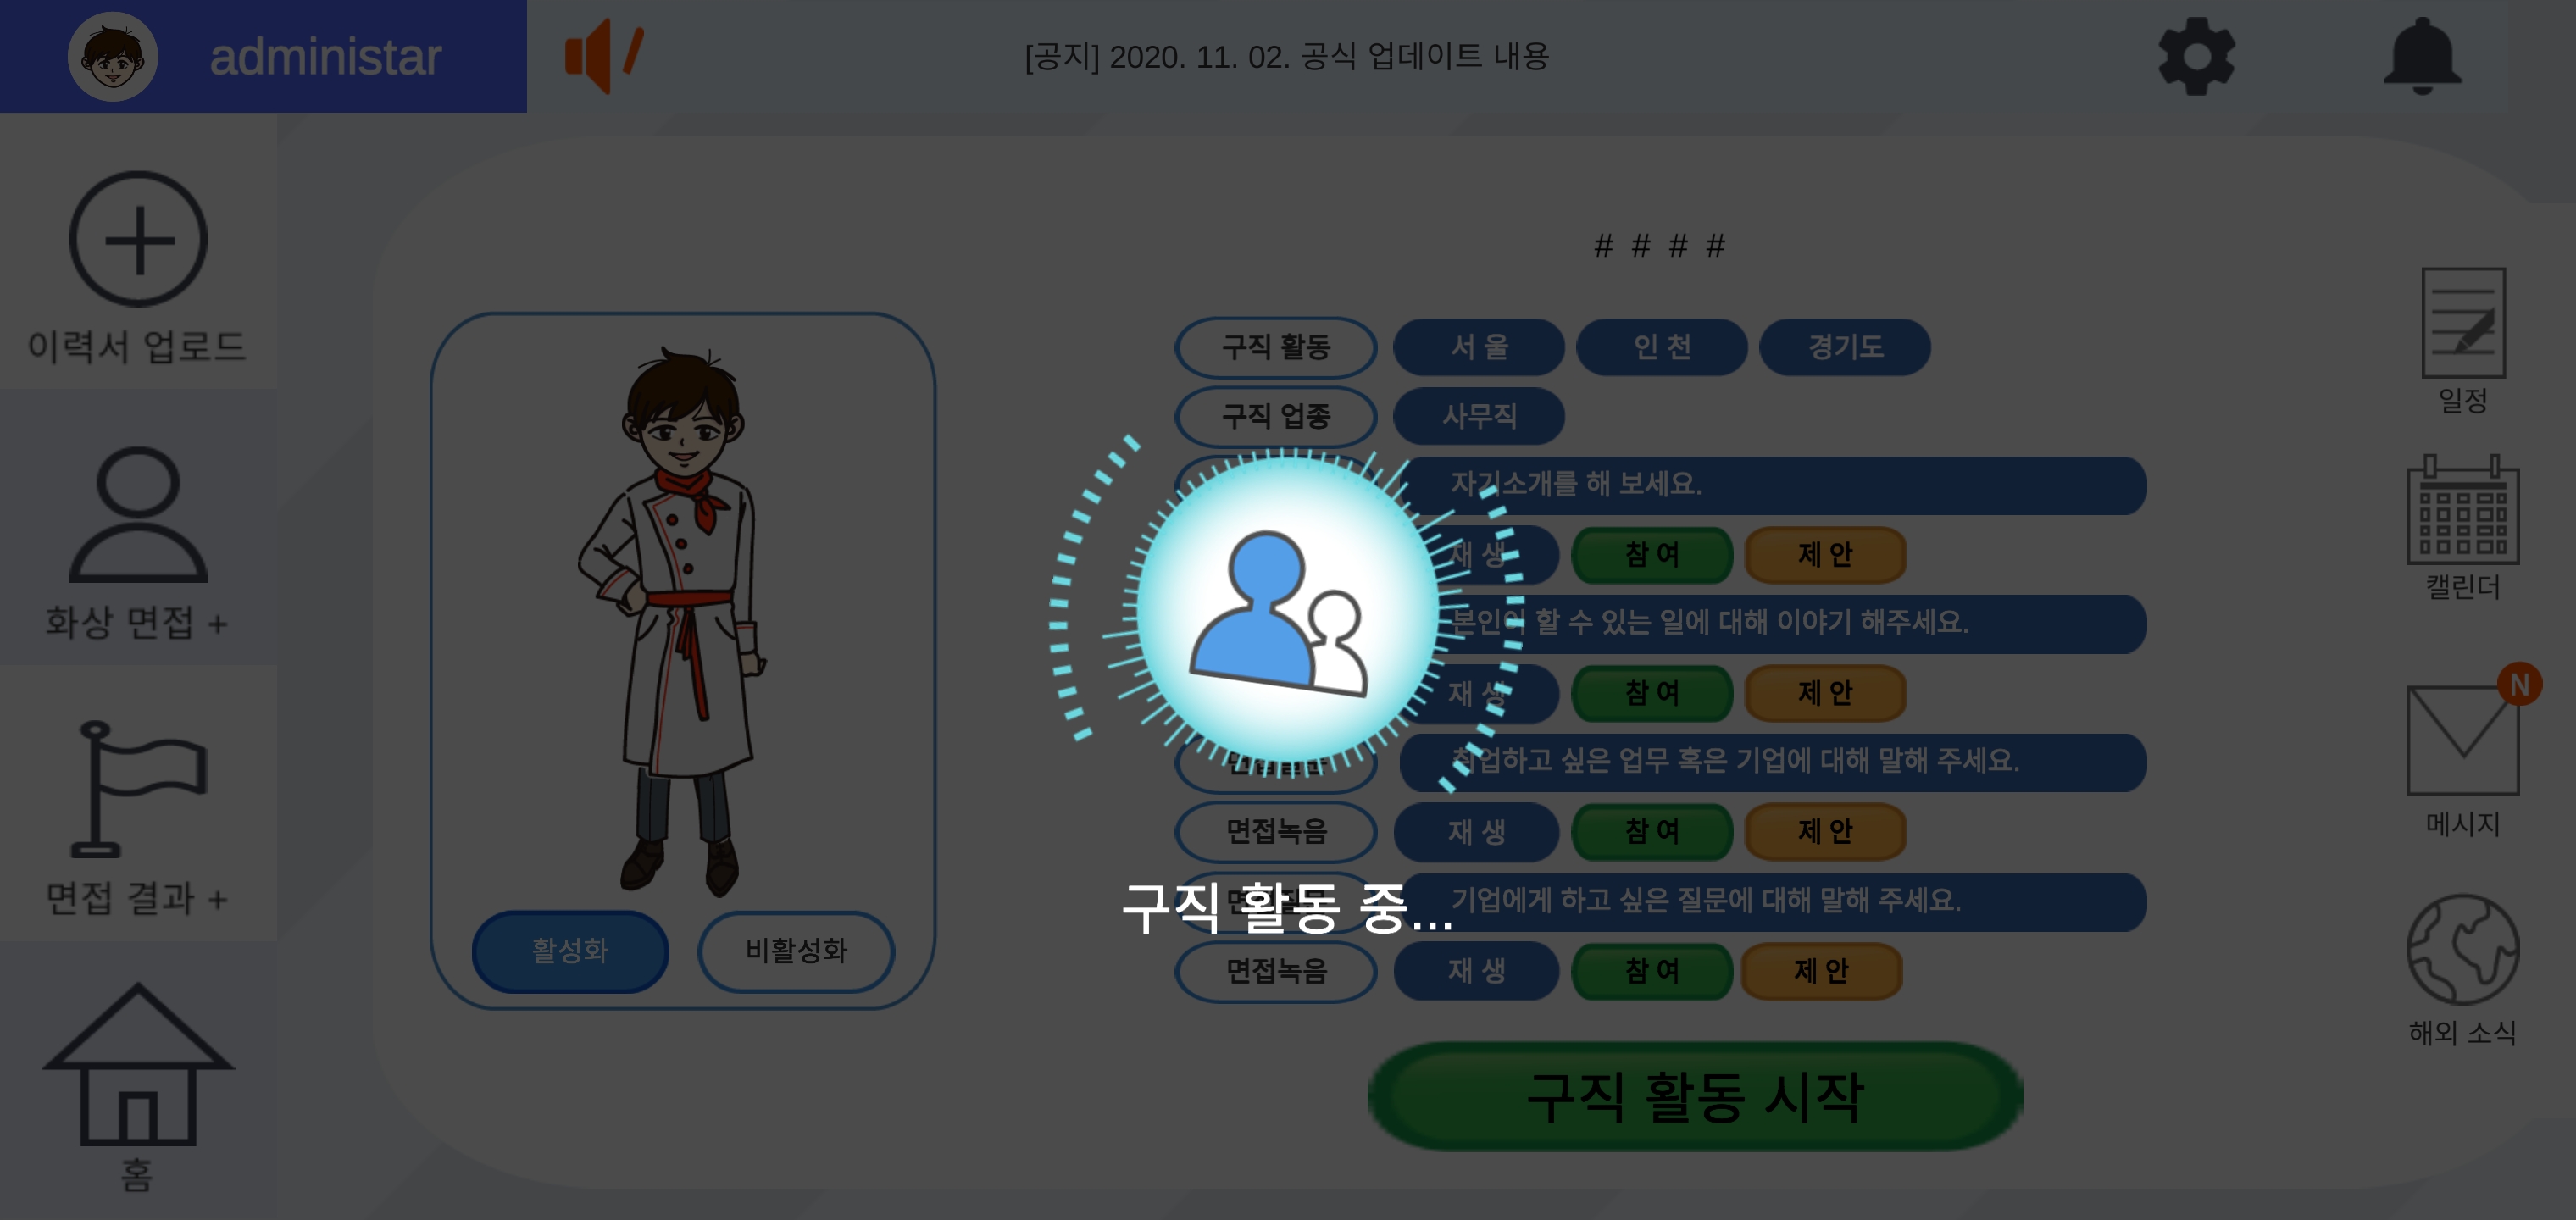 administar
[공지] 2020. 11. 02. 공식 업데이트 내용
이력서 업로드
화상 면접 +
면접 결과 +
홈
# # # #
구직 활동 서 울 인 천 경기도
구직 업종 사무직
자기소개를 해 보세요.
재 생 참 여 제 안
본인이 할 수 있는 일에 대해 이야기 해주세요.
재 생 참 여 제 안
취업하고 싶은 업무 혹은 기업에 대해 말해 주세요.
면접녹음 재 생 참 여 제 안
기업에게 하고 싶은 질문에 대해 말해 주세요.
구직 활동 중...
면접녹음 재 생 참 여 제 안
활성화 비활성화
구직 활동 시작
일정
캘린더
N
메시지
해외 소식